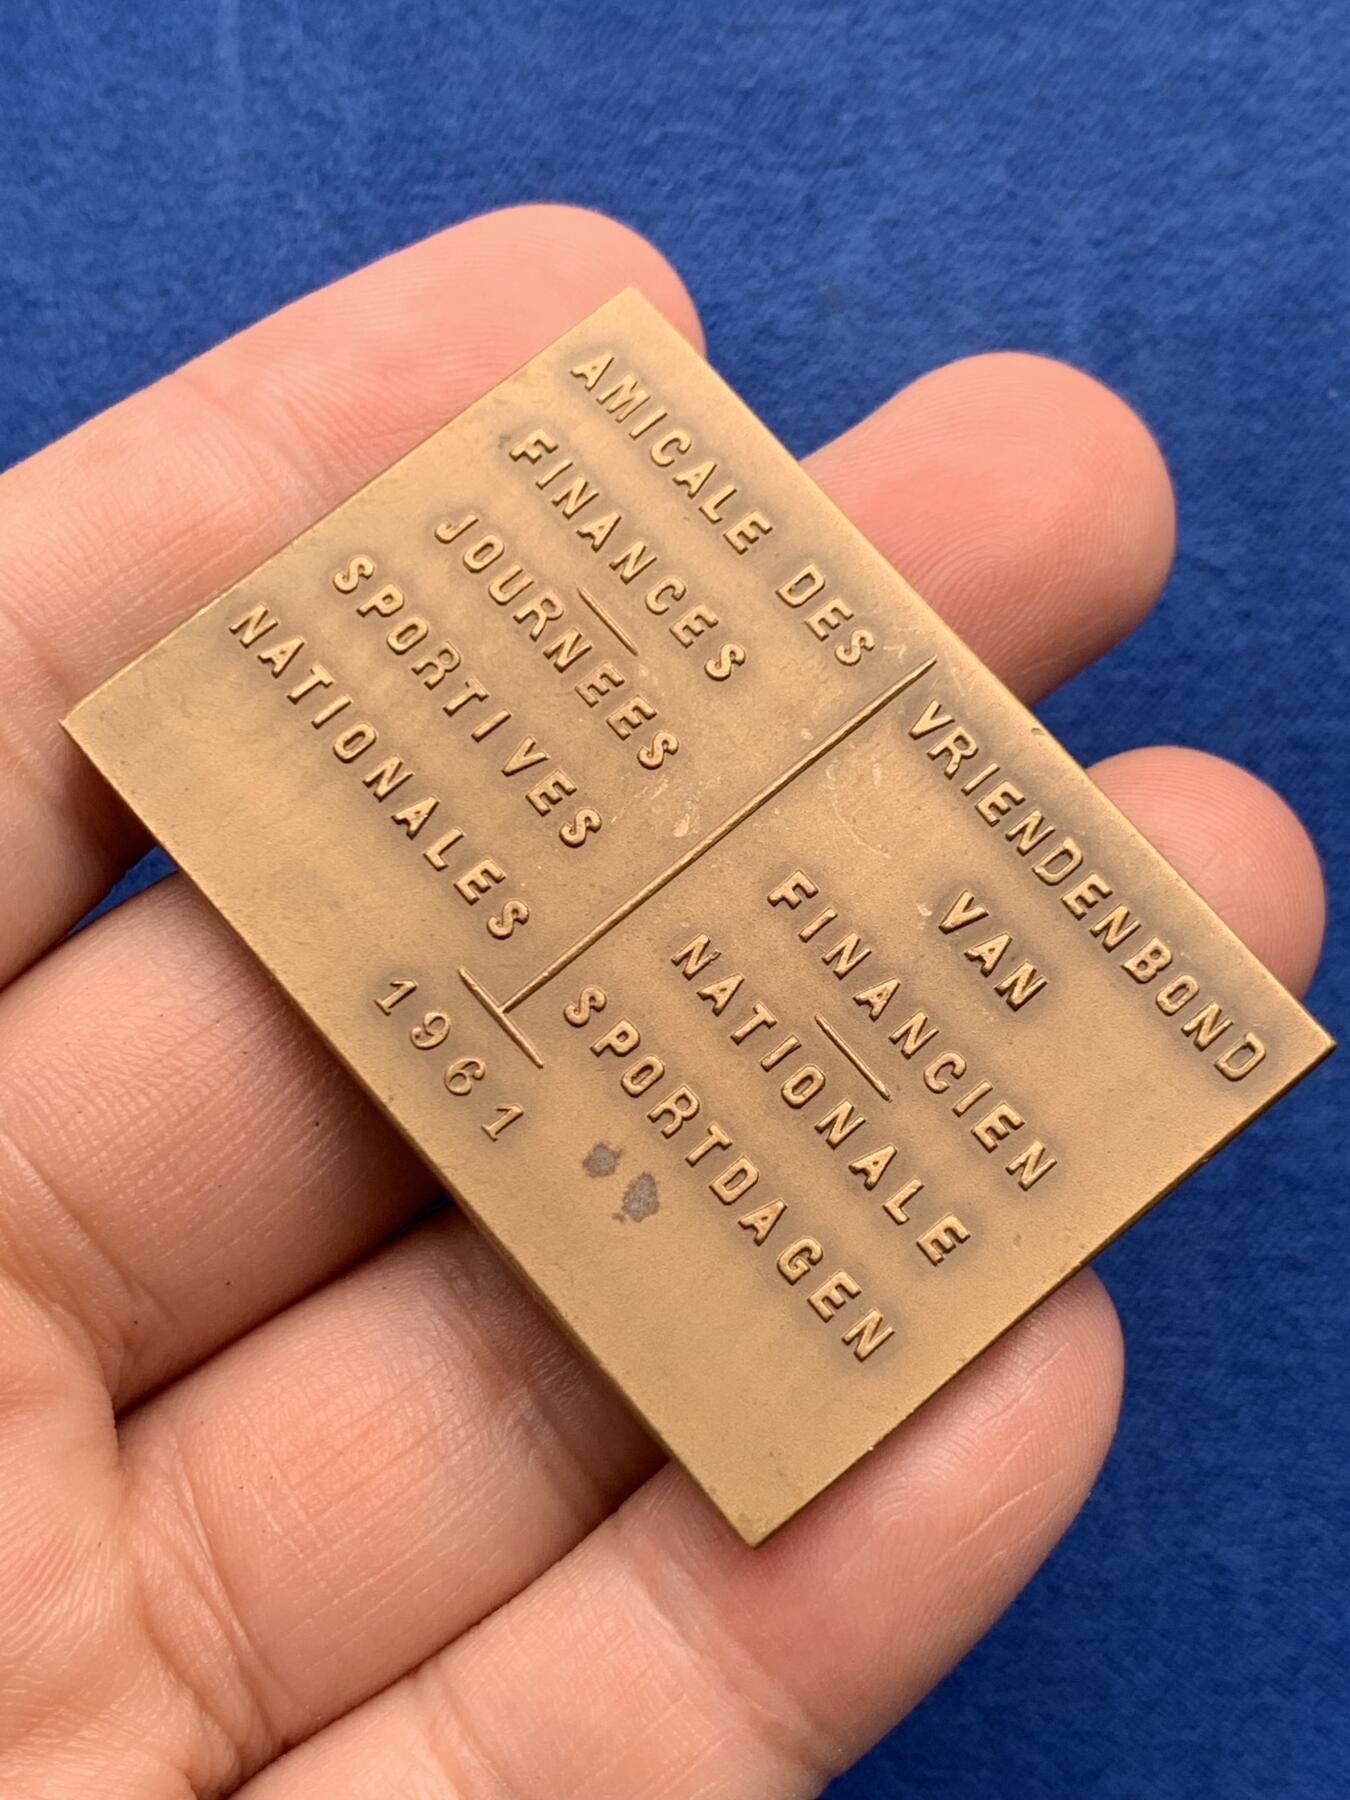 AMICALE DES
FINANCES
JOURNEES
SPORTIVES
NATIONALES
VRIENDENBOND
VAN
FINANCIEN
NATIONALE
SPORTDAGEN
1961